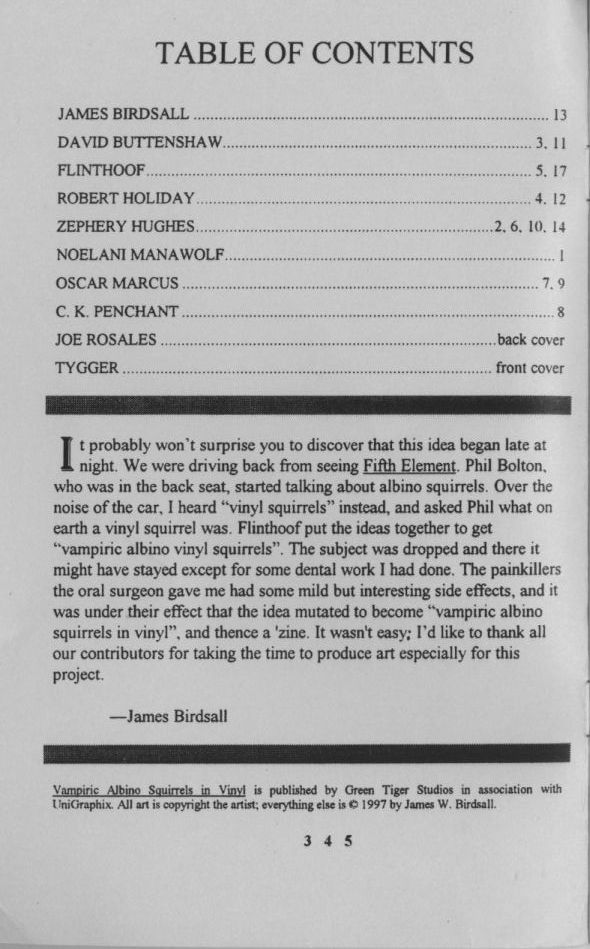 TABLE OF CONTENTS
JAMES BIRDSALL ........ 13
DAVID BUTTENSHAW ........ 3, 11
FLINTHOOF ........ 5, 17
ROBERT HOLIDAY ........ 4, 12
ZEPHERY HUGHES ........ 2, 6, 10, 14
NOELANI MANAWOLF ........ 1
OSCAR MARCUS ........ 7, 9
C. K. PENCHANT ........ 8
JOE ROSALES ........ back cover
TYGGER ........ front cover
It probably won't surprise you to discover that this idea began late at
night. We were driving back from seeing Fifth Element. Phil Bolton,
who was in the back seat, started talking about albino squirrels. Over the
noise of the car, I heard “vinyl squirrels” instead, and asked Phil what on
earth a vinyl squirrel was. Flinthoof put the ideas together to get
“vampiric albino vinyl squirrels”. The subject was dropped and there it
might have stayed except for some dental work I had done. The painkillers
the oral surgeon gave me had some mild but interesting side effects, and it
was under their effect that the idea mutated to become “vampiric albino
squirrels in vinyl”, and thence a 'zine. It wasn't easy; I’d like to thank all
our contributors for taking the time to produce art especially for this
project.
—James Birdsall
Vampiric Albino Squirrels in Vinyl is published by Green Tiger Studios in association with
UniGraphix. All art is copyright the artist; everything else is © 1997 by James W. Birdsall.
3 4 5